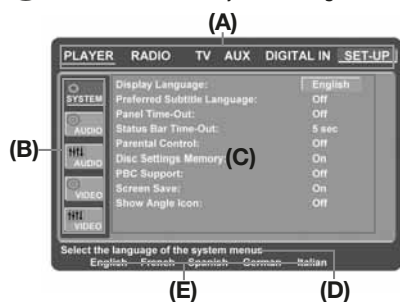 (A)
PLAYER RADIO TV AUX DIGITAL IN SET-UP
SYSTEM
AUDIO
AUDIO
VIDEO
VIDEO
(B)
Display Language: English
Preferred Subtitle Language: Off
Panel Time-Out: Off
Status Bar Time-Out: 5 sec
Parental Control: Off
Disc Settings Memory: On
(C)
PBC Support: Off
Screen Save: On
Show Angle Icon: Off
Select the language of the system menus
English French Spanish German Italian
(E) (D)